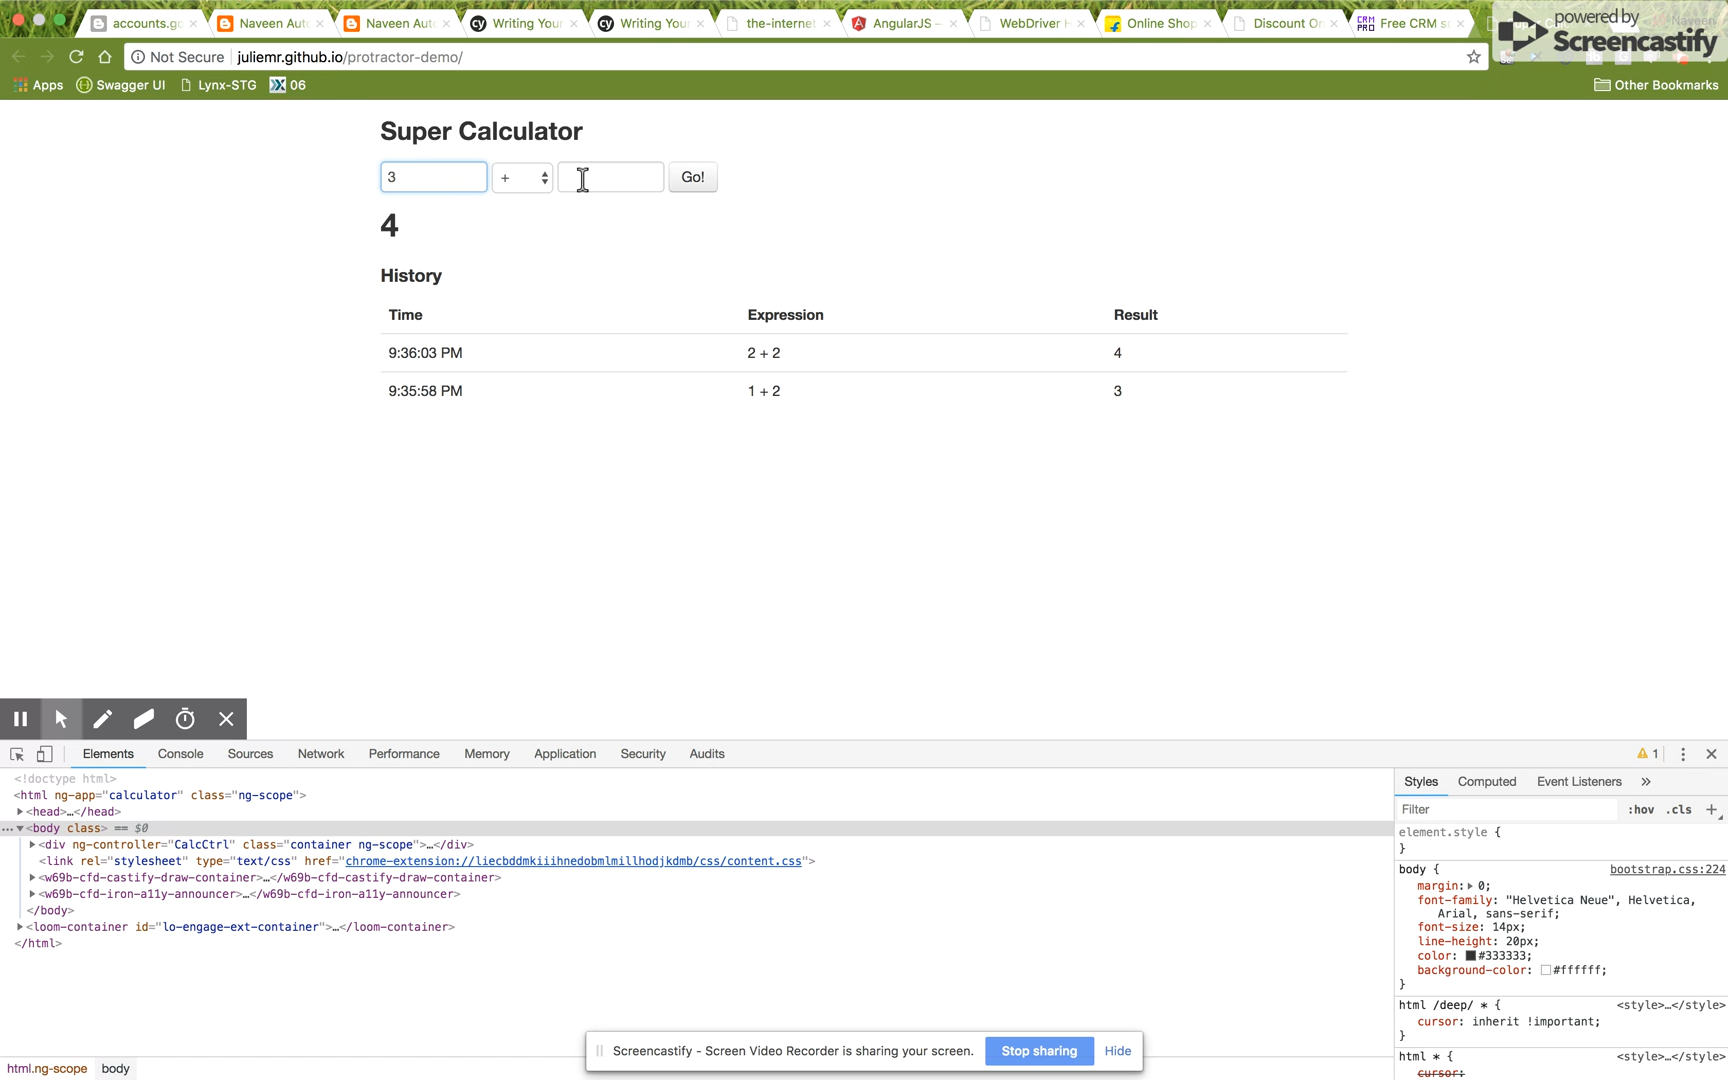 accounts.go
Naveen Auto
Naveen Auto
Writing Your
Writing Your
the-internet
AngularJS –
WebDriver H
Online Shop
Discount On
Free CRM so
powered by
Screencastify
Naveen
Not Secure juliemr.github.io/protractor-demo/
Apps Swagger UI Lynx-STG 06 Other Bookmarks
Super Calculator
3 + Go!
4
History
Time Expression Result
9:36:03 PM 2 + 2 4
9:35:58 PM 1 + 2 3
Elements Console Sources Network Performance Memory Application Security Audits 1
<!doctype html>
<html ng-app="calculator" class="ng-scope">
<head>…</head>
<body class> == $0
<div ng-controller="CalcCtrl" class="container ng-scope">…</div>
<link rel="stylesheet" type="text/css" href="chrome-extension://liecbddmkiiihnedobmlmillhodjkdmb/css/content.css">
<w69b-cfd-castify-draw-container>…</w69b-cfd-castify-draw-container>
<w69b-cfd-iron-a11y-announcer>…</w69b-cfd-iron-a11y-announcer>
</body>
<loom-container id="lo-engage-ext-container">…</loom-container>
</html>
Styles Computed Event Listeners »
Filter :hov .cls +
element.style {
}
body { bootstrap.css:224
margin: 0;
font-family: "Helvetica Neue", Helvetica,
Arial, sans-serif;
font-size: 14px;
line-height: 20px;
color: #333333;
background-color: #ffffff;
}
html /deep/ * { <style>…</style>
cursor: inherit !important;
}
html * { <style>…</style>
cursor:
Screencastify - Screen Video Recorder is sharing your screen. Stop sharing Hide
html.ng-scope body